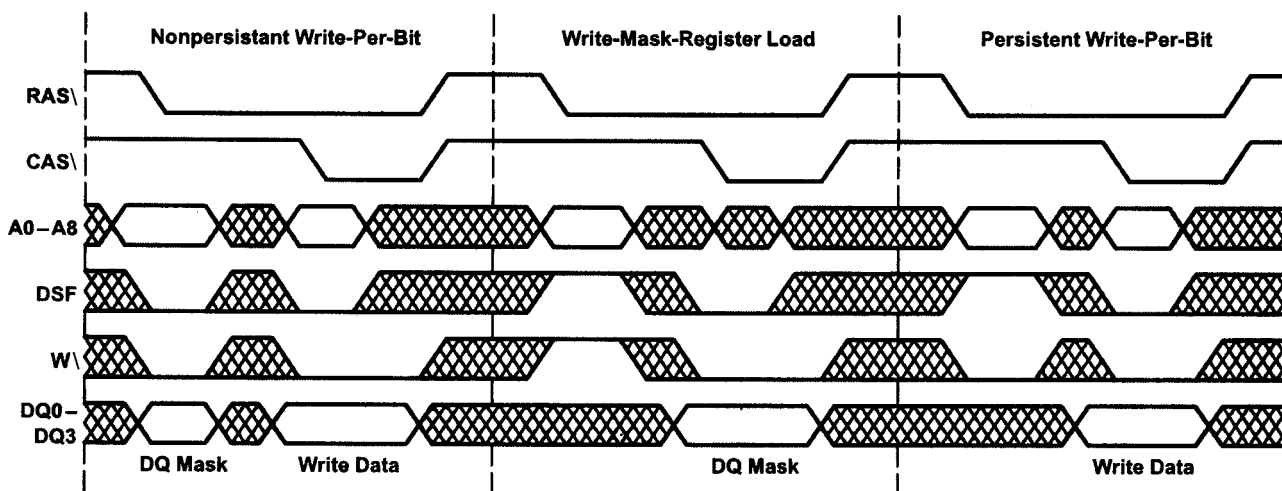 Nonpersistant Write-Per-Bit
Write-Mask-Register Load
Persistent Write-Per-Bit
RAS\
CAS\
A0–A8
DSF
W\
DQ0–
DQ3
DQ Mask
Write Data
DQ Mask
Write Data